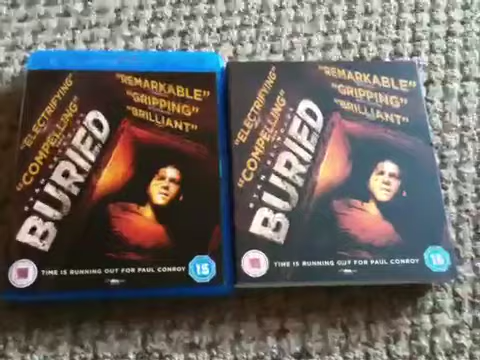 "ELECTRIFYING"
"COMPELLING"
"REMARKABLE"
"GRIPPING"
"BRILLIANT"
BURIED
TIME IS RUNNING OUT FOR PAUL CONROY
15
"ELECTRIFYING"
"COMPELLING"
"REMARKABLE"
"GRIPPING"
"BRILLIANT"
BURIED
TIME IS RUNNING OUT FOR PAUL CONROY
15